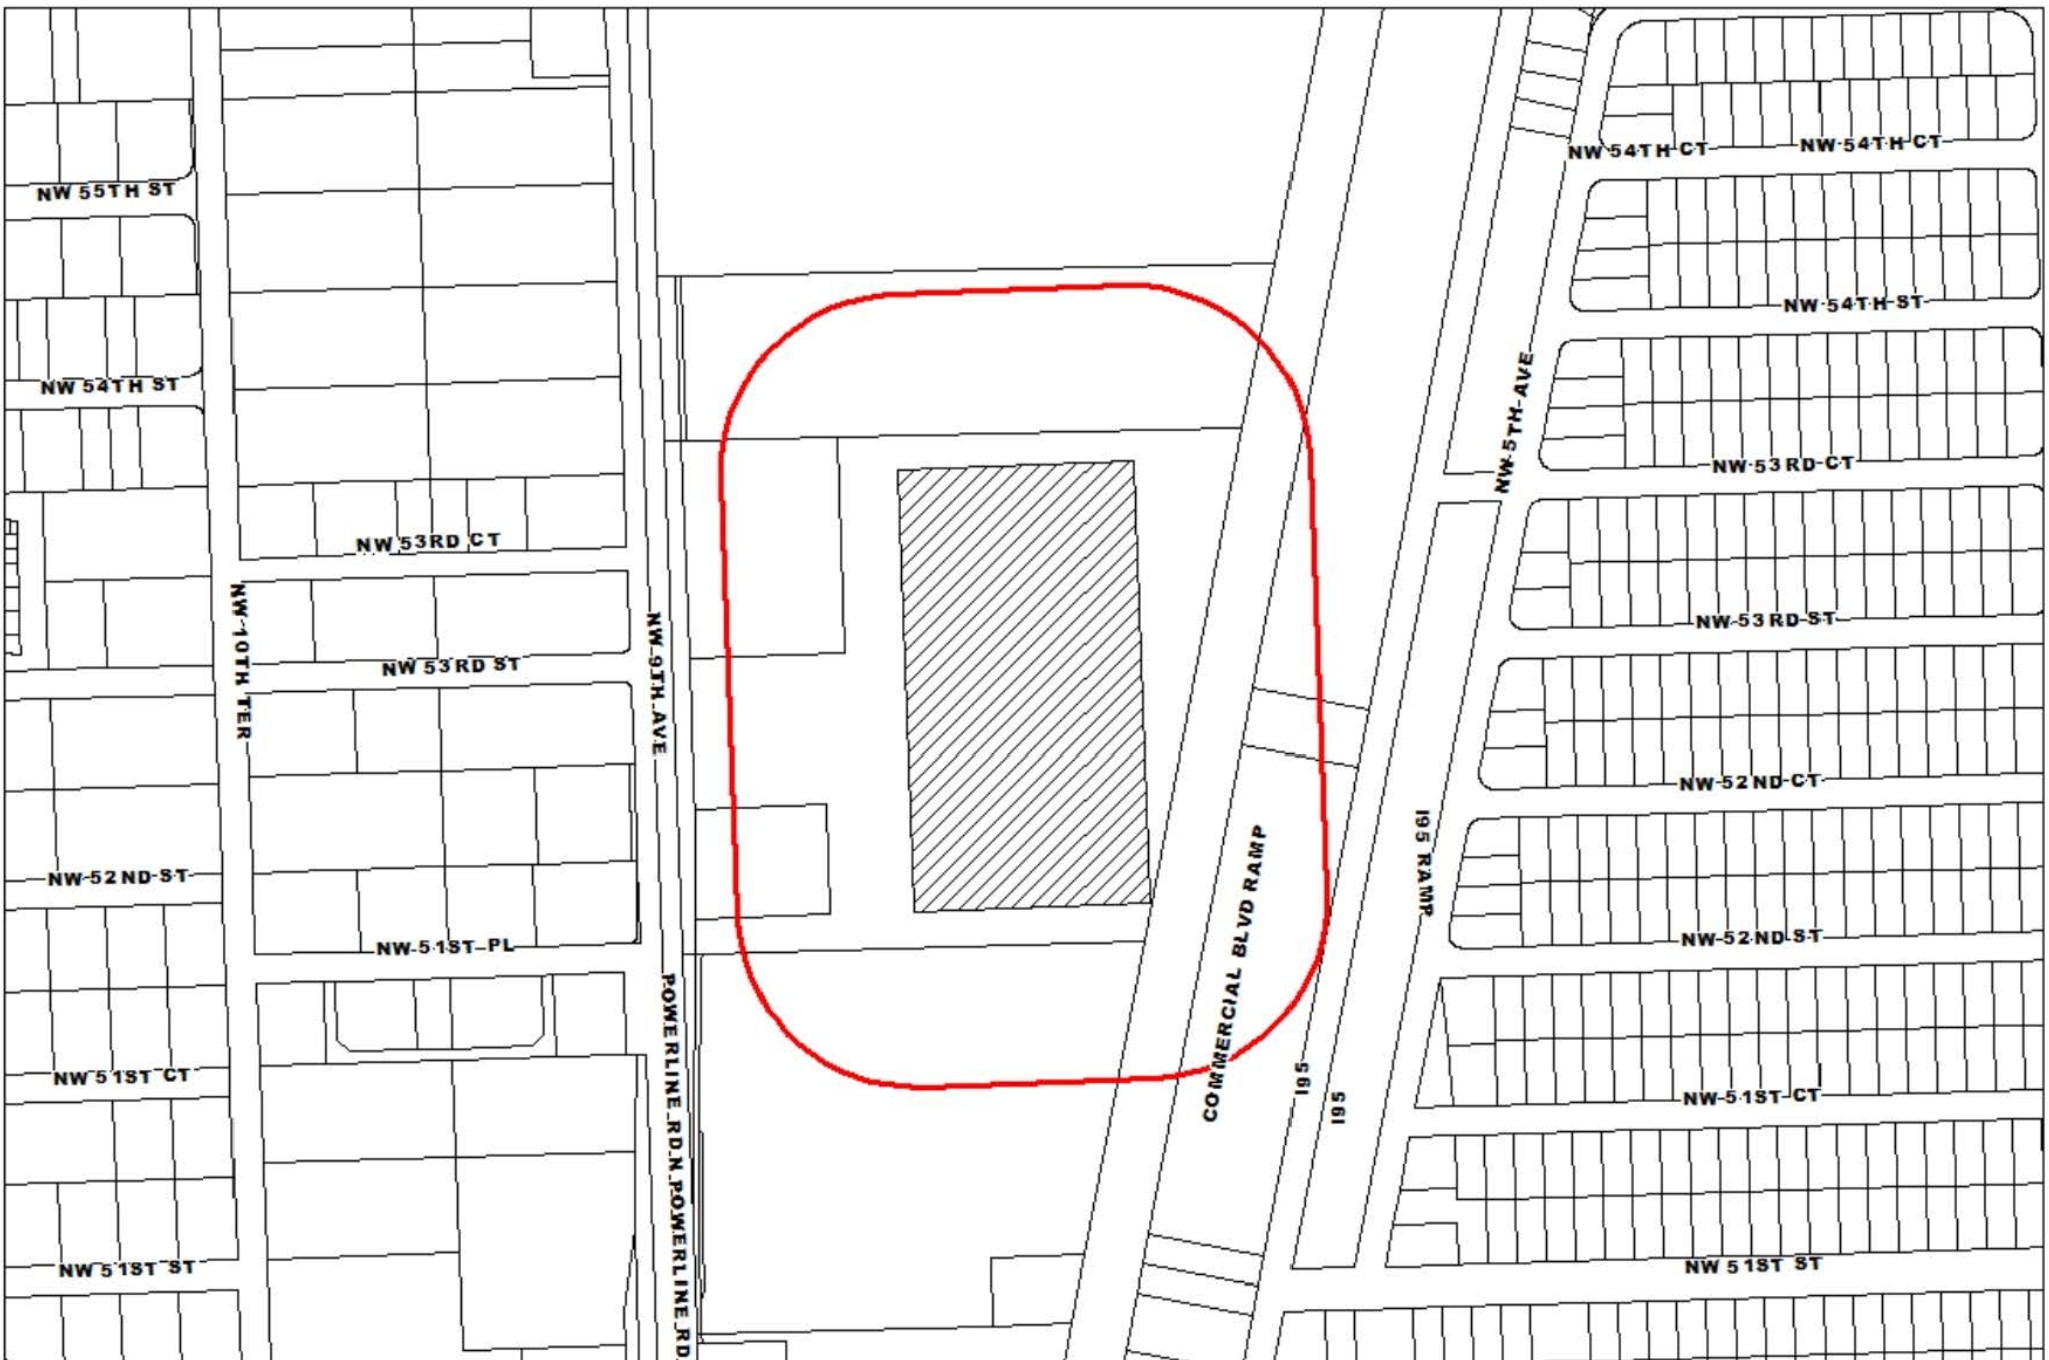 NW 54TH CT
NW 54TH CT
NW 55TH ST
NW 54TH ST
NW 54TH ST
NW 5TH AVE
NW 53RD CT
NW 53RD CT
NW 10TH TER
NW 9TH AVE
NW 53RD ST
NW 53RD ST
NW 52ND CT
I95 RAMP
COMMERCIAL BLVD RAMP
NW 52ND ST
NW 52ND ST
NW 51ST PL
POWERLINE RD
N POWERLINE RD
I95
I95
NW 51ST CT
NW 51ST CT
NW 51ST ST
NW 51ST ST